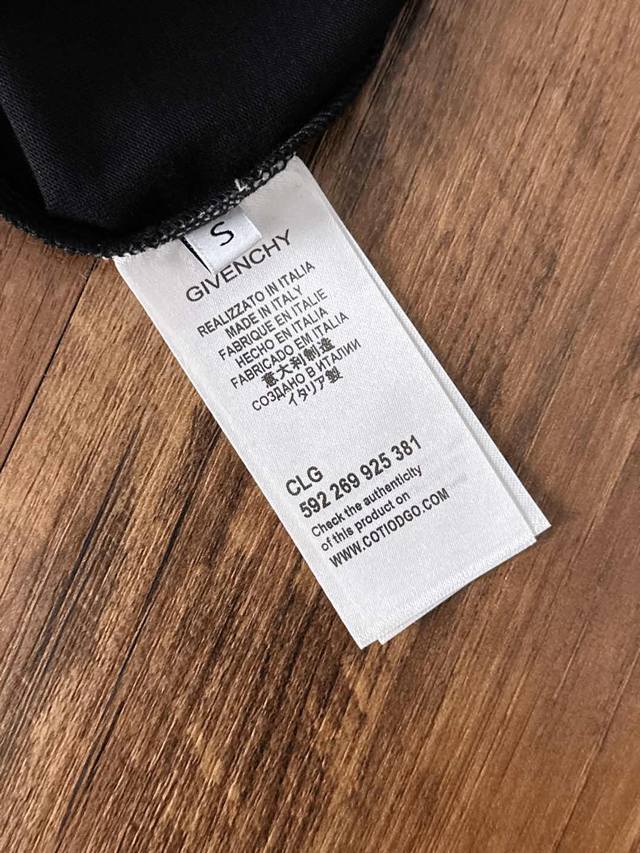 S
GIVENCHY
REALIZZATO IN ITALIA
MADE IN ITALY
FABRIQUE EN ITALIE
HECHO EN ITALIA
FABRICADO EM ITALIA
意大利制造
СОЗДАНО В ИТАЛИИ
イタリア製
CLG
592 269 925 381
Check the authenticity
of this product on
WWW.COTIODGO.COM